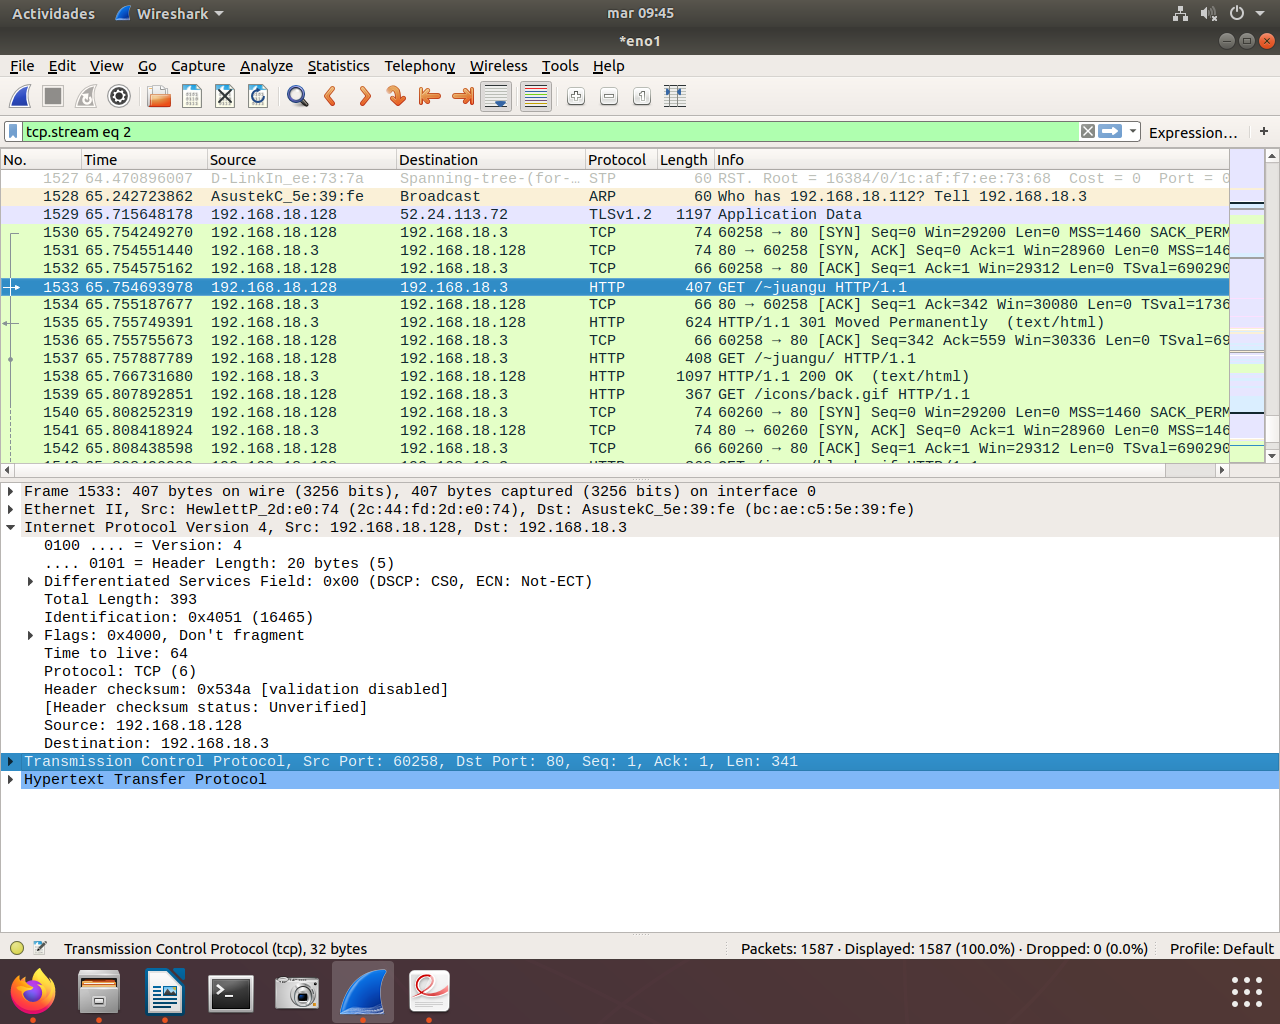 Actividades Wireshark mar 09:45
*eno1
File Edit View Go Capture Analyze Statistics Telephony Wireless Tools Help
tcp.stream eq 2 Expression… +
No. Time Source Destination Protocol Length Info
1527 64.470896007 D-LinkIn_ee:73:7a Spanning-tree-(for-… STP 60 RST. Root = 16384/0/1c:af:f7:ee:73:68 Cost = 0 Port = 0
1528 65.242723862 AsustekC_5e:39:fe Broadcast ARP 60 Who has 192.168.18.112? Tell 192.168.18.3
1529 65.715648178 192.168.18.128 52.24.113.72 TLSv1.2 1197 Application Data
1530 65.754249270 192.168.18.128 192.168.18.3 TCP 74 60258 → 80 [SYN] Seq=0 Win=29200 Len=0 MSS=1460 SACK_PERM
1531 65.754551440 192.168.18.3 192.168.18.128 TCP 74 80 → 60258 [SYN, ACK] Seq=0 Ack=1 Win=28960 Len=0 MSS=146
1532 65.754575162 192.168.18.128 192.168.18.3 TCP 66 60258 → 80 [ACK] Seq=1 Ack=1 Win=29312 Len=0 TSval=690290
1533 65.754693978 192.168.18.128 192.168.18.3 HTTP 407 GET /~juangu HTTP/1.1
1534 65.755187677 192.168.18.3 192.168.18.128 TCP 66 80 → 60258 [ACK] Seq=1 Ack=342 Win=30080 Len=0 TSval=1736
1535 65.755749391 192.168.18.3 192.168.18.128 HTTP 624 HTTP/1.1 301 Moved Permanently (text/html)
1536 65.755755673 192.168.18.128 192.168.18.3 TCP 66 60258 → 80 [ACK] Seq=342 Ack=559 Win=30336 Len=0 TSval=69
1537 65.757887789 192.168.18.128 192.168.18.3 HTTP 408 GET /~juangu/ HTTP/1.1
1538 65.766731680 192.168.18.3 192.168.18.128 HTTP 1097 HTTP/1.1 200 OK (text/html)
1539 65.807892851 192.168.18.128 192.168.18.3 HTTP 367 GET /icons/back.gif HTTP/1.1
1540 65.808252319 192.168.18.128 192.168.18.3 TCP 74 60260 → 80 [SYN] Seq=0 Win=29200 Len=0 MSS=1460 SACK_PERM
1541 65.808418924 192.168.18.3 192.168.18.128 TCP 74 80 → 60260 [SYN, ACK] Seq=0 Ack=1 Win=28960 Len=0 MSS=146
1542 65.808438598 192.168.18.128 192.168.18.3 TCP 66 60260 → 80 [ACK] Seq=1 Ack=1 Win=29312 Len=0 TSval=690290
Frame 1533: 407 bytes on wire (3256 bits), 407 bytes captured (3256 bits) on interface 0
Ethernet II, Src: HewlettP_2d:e0:74 (2c:44:fd:2d:e0:74), Dst: AsustekC_5e:39:fe (bc:ae:c5:5e:39:fe)
Internet Protocol Version 4, Src: 192.168.18.128, Dst: 192.168.18.3
0100 .... = Version: 4
.... 0101 = Header Length: 20 bytes (5)
Differentiated Services Field: 0x00 (DSCP: CS0, ECN: Not-ECT)
Total Length: 393
Identification: 0x4051 (16465)
Flags: 0x4000, Don't fragment
Time to live: 64
Protocol: TCP (6)
Header checksum: 0x534a [validation disabled]
[Header checksum status: Unverified]
Source: 192.168.18.128
Destination: 192.168.18.3
Transmission Control Protocol, Src Port: 60258, Dst Port: 80, Seq: 1, Ack: 1, Len: 341
Hypertext Transfer Protocol
Transmission Control Protocol (tcp), 32 bytes Packets: 1587 · Displayed: 1587 (100.0%) · Dropped: 0 (0.0%) Profile: Default